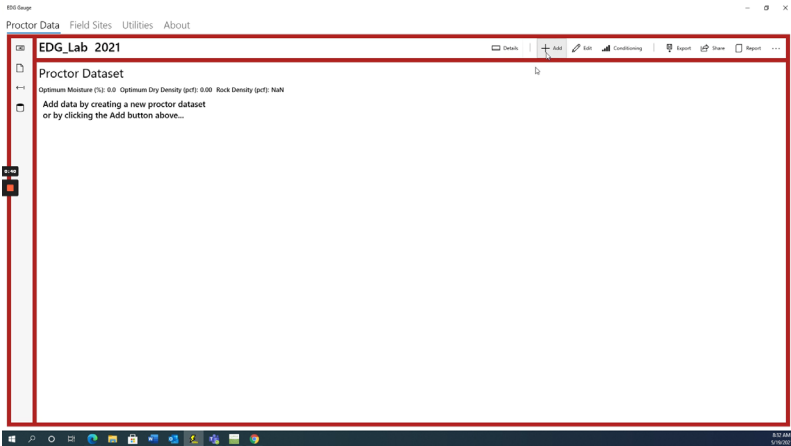 EDG Gauge
Proctor Data Field Sites Utilities About
EDG_Lab 2021
Details Add Edit Conditioning Export Share Report
Proctor Dataset
Optimum Moisture (%): 0.0 Optimum Dry Density (pcf): 0.00 Rock Density (pcf): NaN
Add data by creating a new proctor dataset
or by clicking the Add button above...
8:32 AM